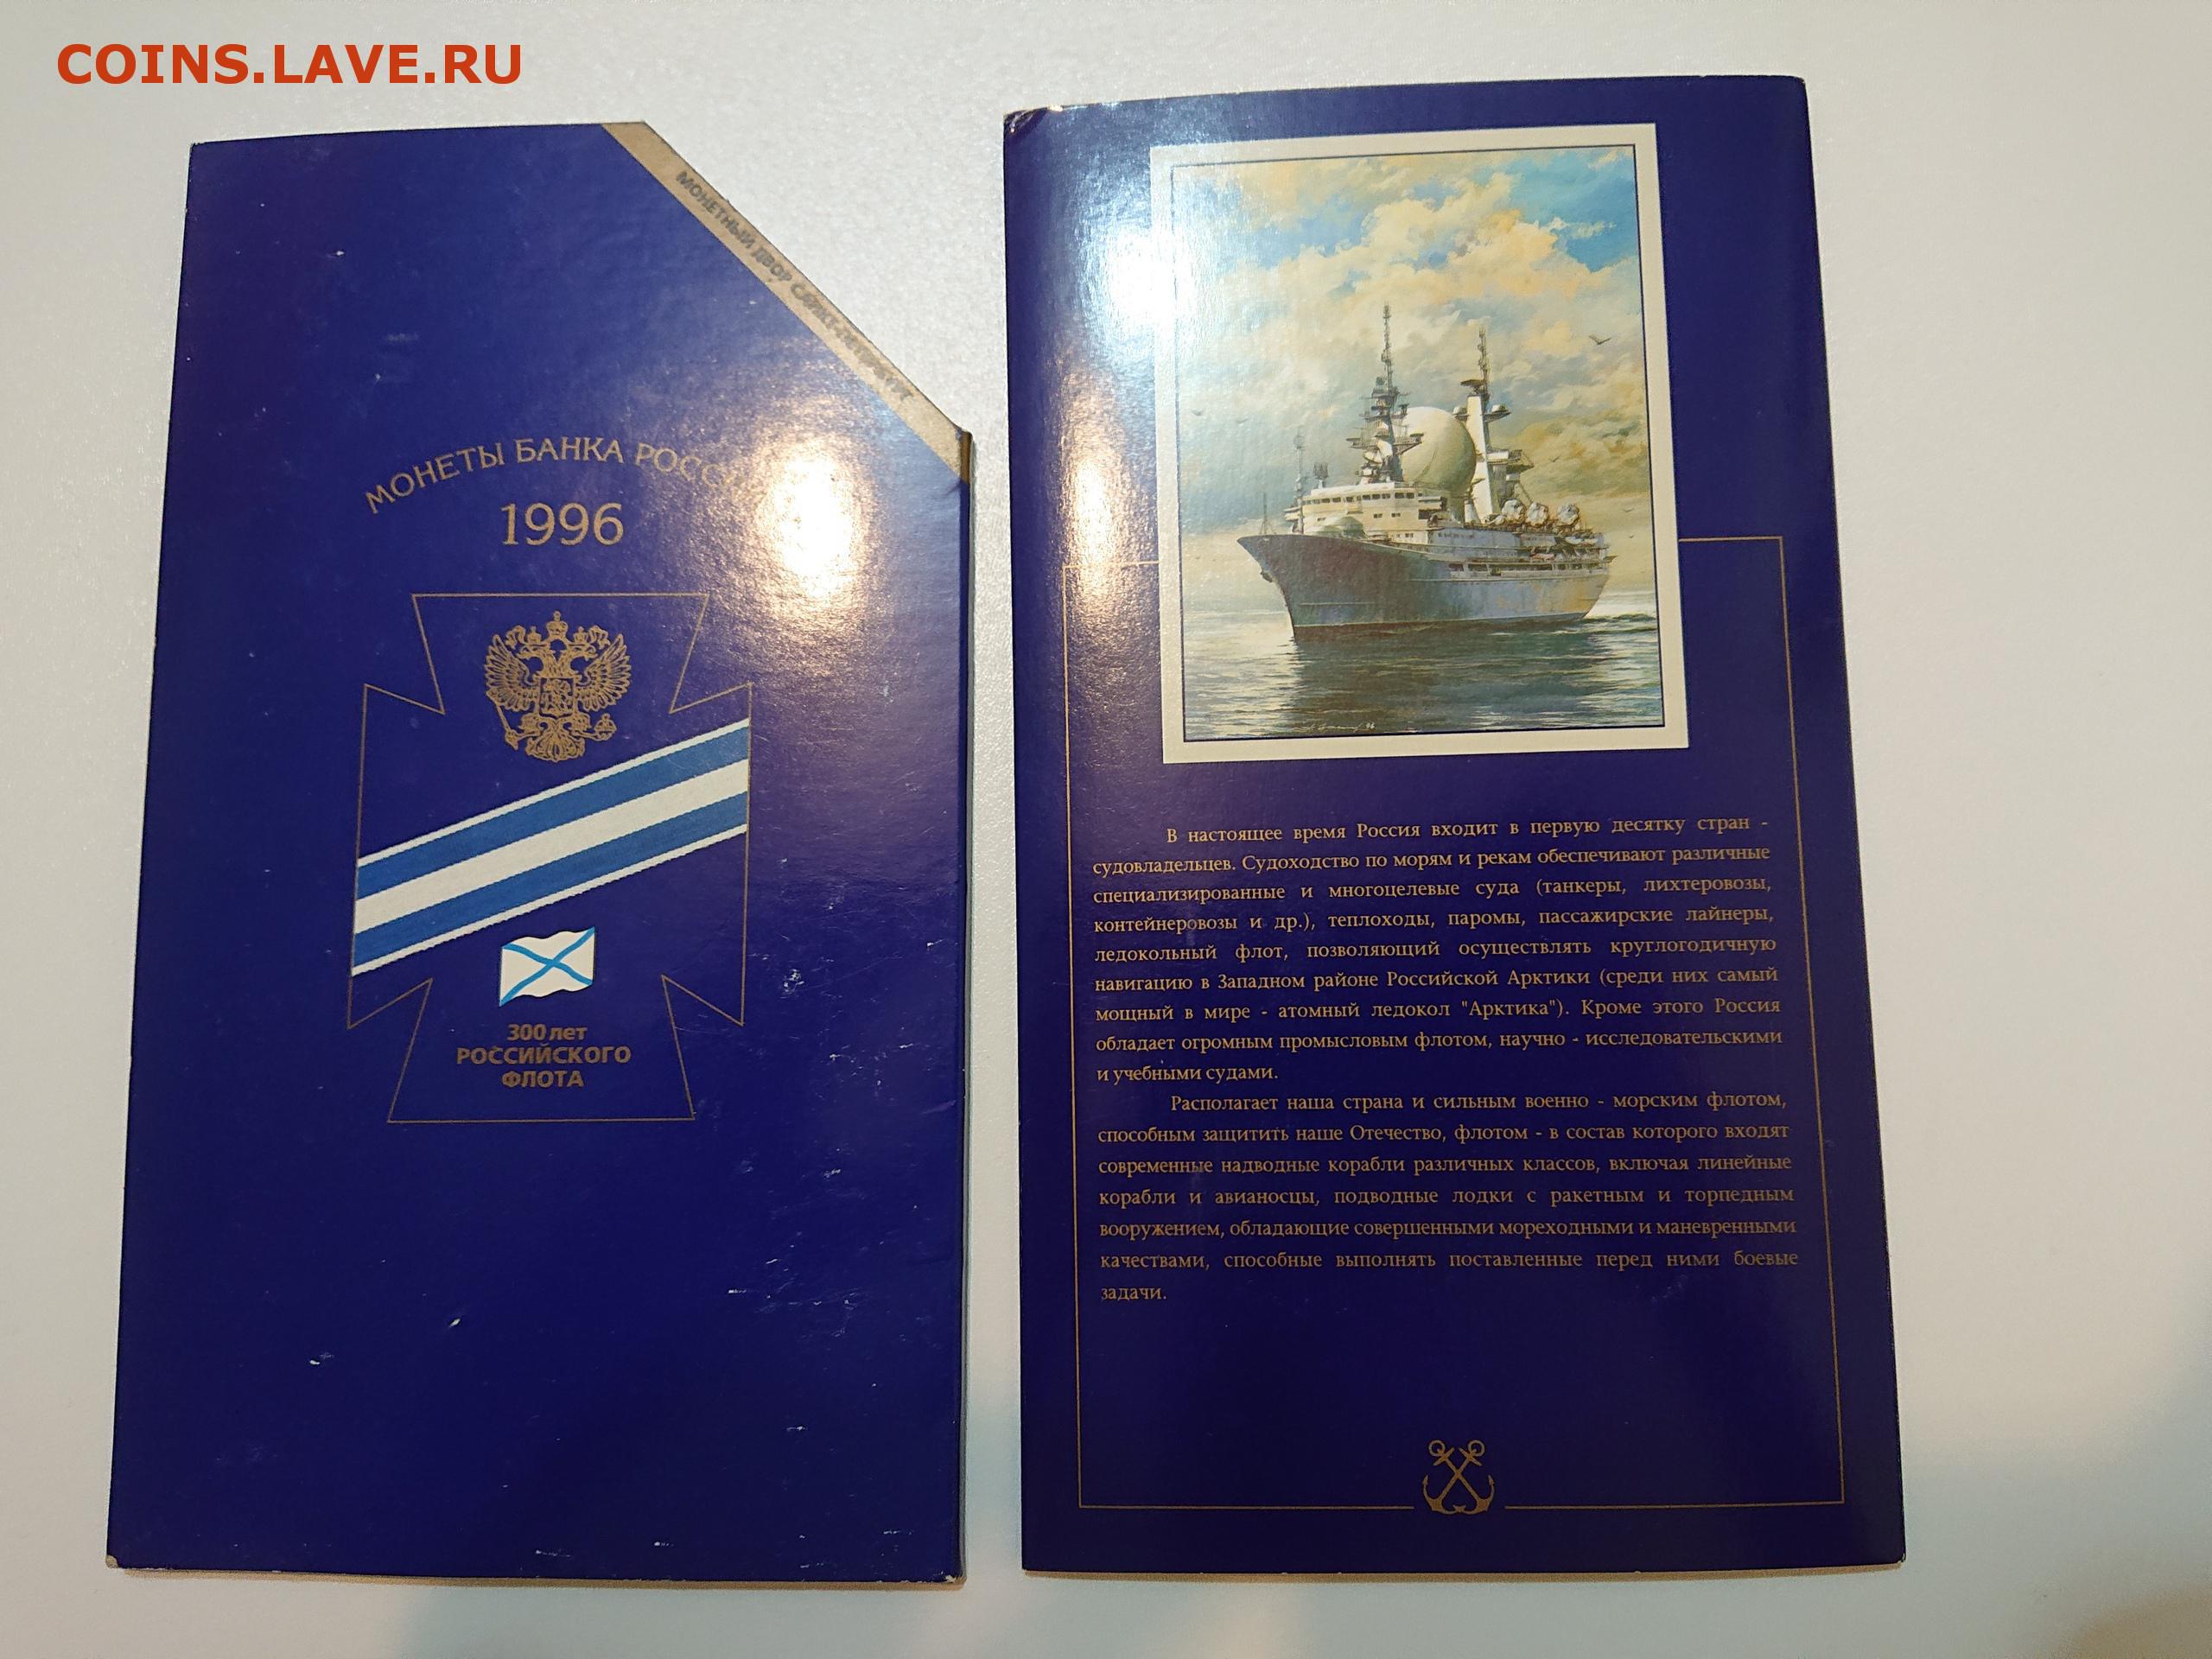 COINS.LAVE.RU
МОНЕТНЫЙ ДВОР САНКТ-ПЕТЕРБУРГ
МОНЕТЫ БАНКА РОССИИ
1996
300 лет
РОССИЙСКОГО
ФЛОТА
В настоящее время Россия входит в первую десятку стран -
судовладельцев. Судоходство по морям и рекам обеспечивают различные
специализированные и многоцелевые суда (танкеры, лихтеровозы,
контейнеровозы и др.), теплоходы, паромы, пассажирские лайнеры,
ледокольный флот, позволяющий осуществлять круглогодичную
навигацию в Западном районе Российской Арктики (среди них самый
мощный в мире - атомный ледокол "Арктика"). Кроме этого Россия
обладает огромным промысловым флотом, научно - исследовательскими
и учебными судами.
Располагает наша страна и сильным военно - морским флотом,
способным защитить наше Отечество, флотом - в состав которого входят
современные надводные корабли различных классов, включая линейные
корабли и авианосцы, подводные лодки с ракетным и торпедным
вооружением, обладающие совершенными мореходными и маневренными
качествами, способные выполнять поставленные перед ними боевые
задачи.